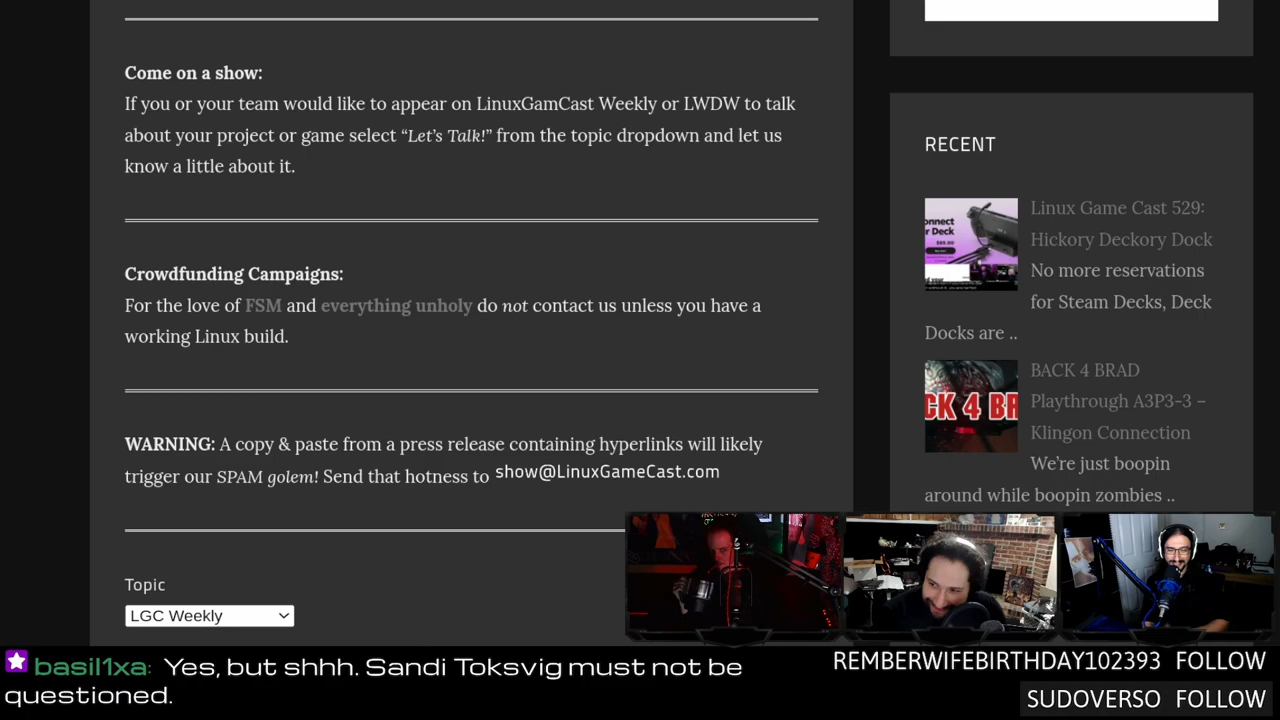 Come on a show:
If you or your team would like to appear on LinuxGamCast Weekly or LWDW to talk
about your project or game select “Let’s Talk!” from the topic dropdown and let us
know a little about it.
Crowdfunding Campaigns:
For the love of FSM and everything unholy do not contact us unless you have a
working Linux build.
WARNING: A copy & paste from a press release containing hyperlinks will likely
trigger our SPAM golem! Send that hotness to show@LinuxGameCast.com
Topic
LGC Weekly
RECENT
Linux Game Cast 529:
Hickory Deckory Dock
No more reservations
for Steam Decks, Deck
Docks are ..
BACK 4 BRAD
Playthrough A3P3-3 –
Klingon Connection
We’re just boopin
around while boopin zombies ..
onnect
r Deck
CK 4 BR
basil1xa: Yes, but shhh. Sandi Toksvig must not be
questioned.
REMBERWIFEBIRTHDAY102393 FOLLOW
SUDOVERSO FOLLOW